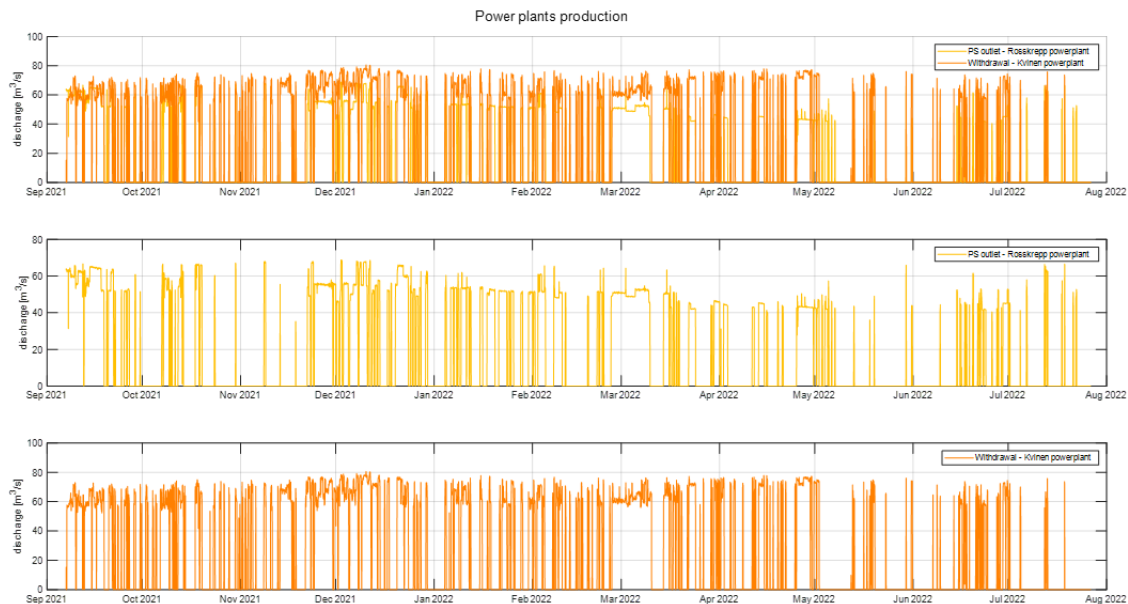 Power plants production
100
80
60
40
20
0
discharge [m³/s]
PS outlet - Rosskrepp powerplant
Withdrawal - Kvinen powerplant
Sep 2021 Oct 2021 Nov 2021 Dec 2021 Jan 2022 Feb 2022 Mar 2022 Apr 2022 May 2022 Jun 2022 Jul 2022 Aug 2022
80
60
40
20
0
discharge [m³/s]
PS outlet - Rosskrepp powerplant
Sep 2021 Oct 2021 Nov 2021 Dec 2021 Jan 2022 Feb 2022 Mar 2022 Apr 2022 May 2022 Jun 2022 Jul 2022 Aug 2022
100
80
60
40
20
0
discharge [m³/s]
Withdrawal - Kvinen powerplant
Sep 2021 Oct 2021 Nov 2021 Dec 2021 Jan 2022 Feb 2022 Mar 2022 Apr 2022 May 2022 Jun 2022 Jul 2022 Aug 2022